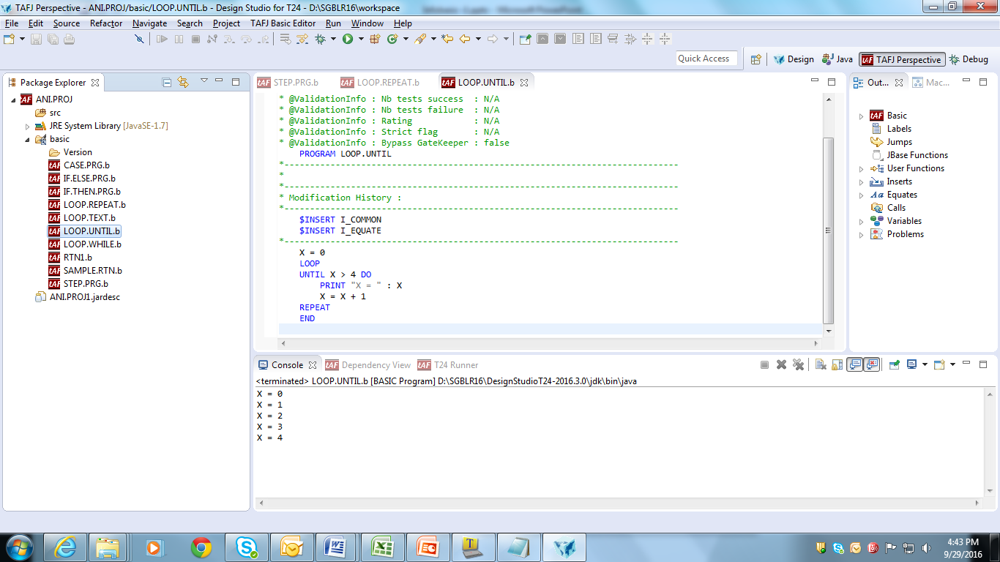 TAFJ Perspective - ANI.PROJ/basic/LOOP.UNTIL.b - Design Studio for T24 - D:\SGBLR16\workspace
File Edit Source Refactor Navigate Search Project TAFJ Basic Editor Run Window Help
Quick Access
Design
Java
TAFJ Perspective
Debug
Package Explorer
ANI.PROJ
src
JRE System Library [JavaSE-1.7]
basic
Version
CASE.PRG.b
IF.ELSE.PRG.b
IF.THEN.PRG.b
LOOP.REPEAT.b
LOOP.TEXT.b
LOOP.UNTIL.b
LOOP.WHILE.b
RTN1.b
SAMPLE.RTN.b
STEP.PRG.b
ANI.PROJ1.jardesc
STEP.PRG.b
LOOP.REPEAT.b
LOOP.UNTIL.b
* @ValidationInfo : Nb tests success  : N/A
* @ValidationInfo : Nb tests failure  : N/A
* @ValidationInfo : Rating            : N/A
* @ValidationInfo : Strict flag       : N/A
* @ValidationInfo : Bypass GateKeeper : false
PROGRAM LOOP.UNTIL
*-----------------------------------------------------------------------------
*
*-----------------------------------------------------------------------------
* Modification History :
*-----------------------------------------------------------------------------
$INSERT I_COMMON
$INSERT I_EQUATE
*-----------------------------------------------------------------------------
X = 0
LOOP
UNTIL X > 4 DO
PRINT "X = " : X
X = X + 1
REPEAT
END
Out...
Mac...
Basic
Labels
Jumps
JBase Functions
User Functions
Inserts
Equates
Calls
Variables
Problems
Console
Dependency View
T24 Runner
<terminated> LOOP.UNTIL.b [BASIC Program] D:\SGBLR16\DesignStudioT24-2016.3.0\jdk\bin\java
X = 0
X = 1
X = 2
X = 3
X = 4
4:43 PM
9/29/2016